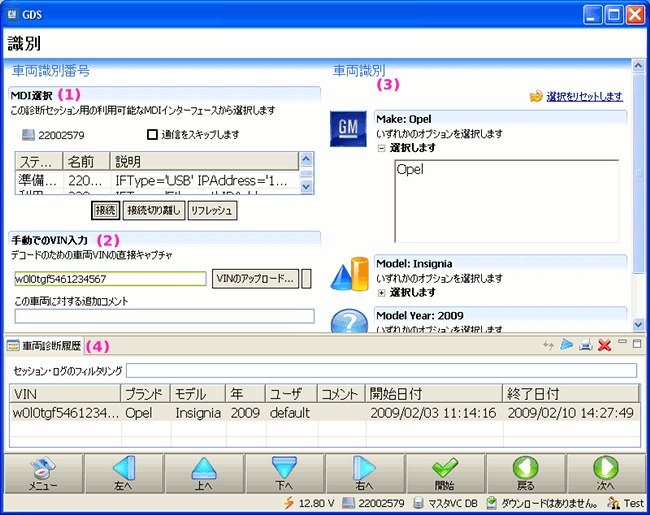 GDS
識別
車両識別番号
MDI選択 (1)
この診断セッション用の利用可能なMDIインターフェースから選択します
22002579
通信をスキップします
ステ... 名前 説明
準備... 220... IFType='USB' IPAddress='1...
接続 接続切り離し リフレッシュ
手動でのVIN入力 (2)
デコードのための車両VINの直接キャプチャ
w0l0tgf5461234567
VINのアップロード...
この車両に対する追加コメント
車両識別
(3)
選択をリセットします
GM
Make: Opel
いずれかのオプションを選択します
選択します
Opel
Model: Insignia
いずれかのオプションを選択します
選択します
Model Year: 2009
いずれかのオプションを選択します
車両診断履歴 (4)
セッション・ログのフィルタリング
VIN ブランド モデル 年 ユーザ コメント 開始日付 終了日付
w0l0tgf5461234... Opel Insignia 2009 default 2009/02/03 11:14:16 2009/02/10 14:27:49
メニュー 左へ 上へ 下へ 右へ 開始 戻る 次へ
12.80 V 22002579 マスタVC DB ダウンロードはありません。 Test